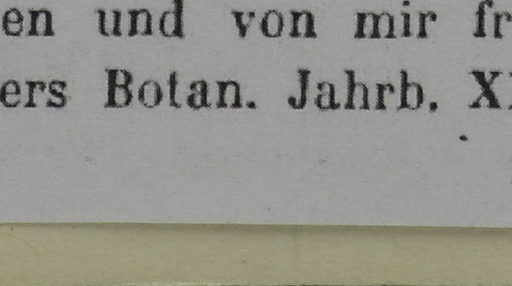 en und von mir fr
ers Botan. Jahrb. X